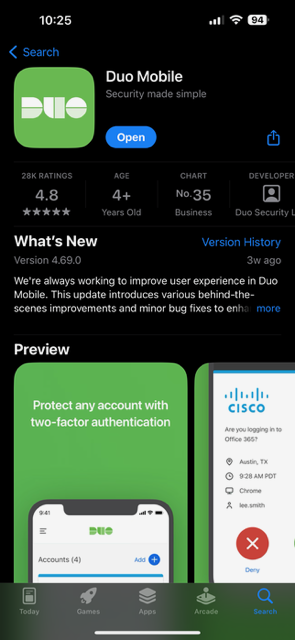 10:25
94
Search
DUO
Duo Mobile
Security made simple
Open
28K RATINGS
4.8
AGE
4+
Years Old
CHART
No.35
Business
DEVELOPER
Duo Security L
What's New
Version History
Version 4.69.0
3w ago
We're always working to improve user experience in Duo
Mobile. This update introduces various behind-the-
scenes improvements and minor bug fixes to enha
more
Preview
Protect any account with
two-factor authentication
9:41
DUO
Accounts (4)
Add
CISCO
Are you logging in to
Office 365?
Austin, TX
9:28 AM PDT
Chrome
lee.smith
Deny
Today
Games
Apps
Arcade
Search